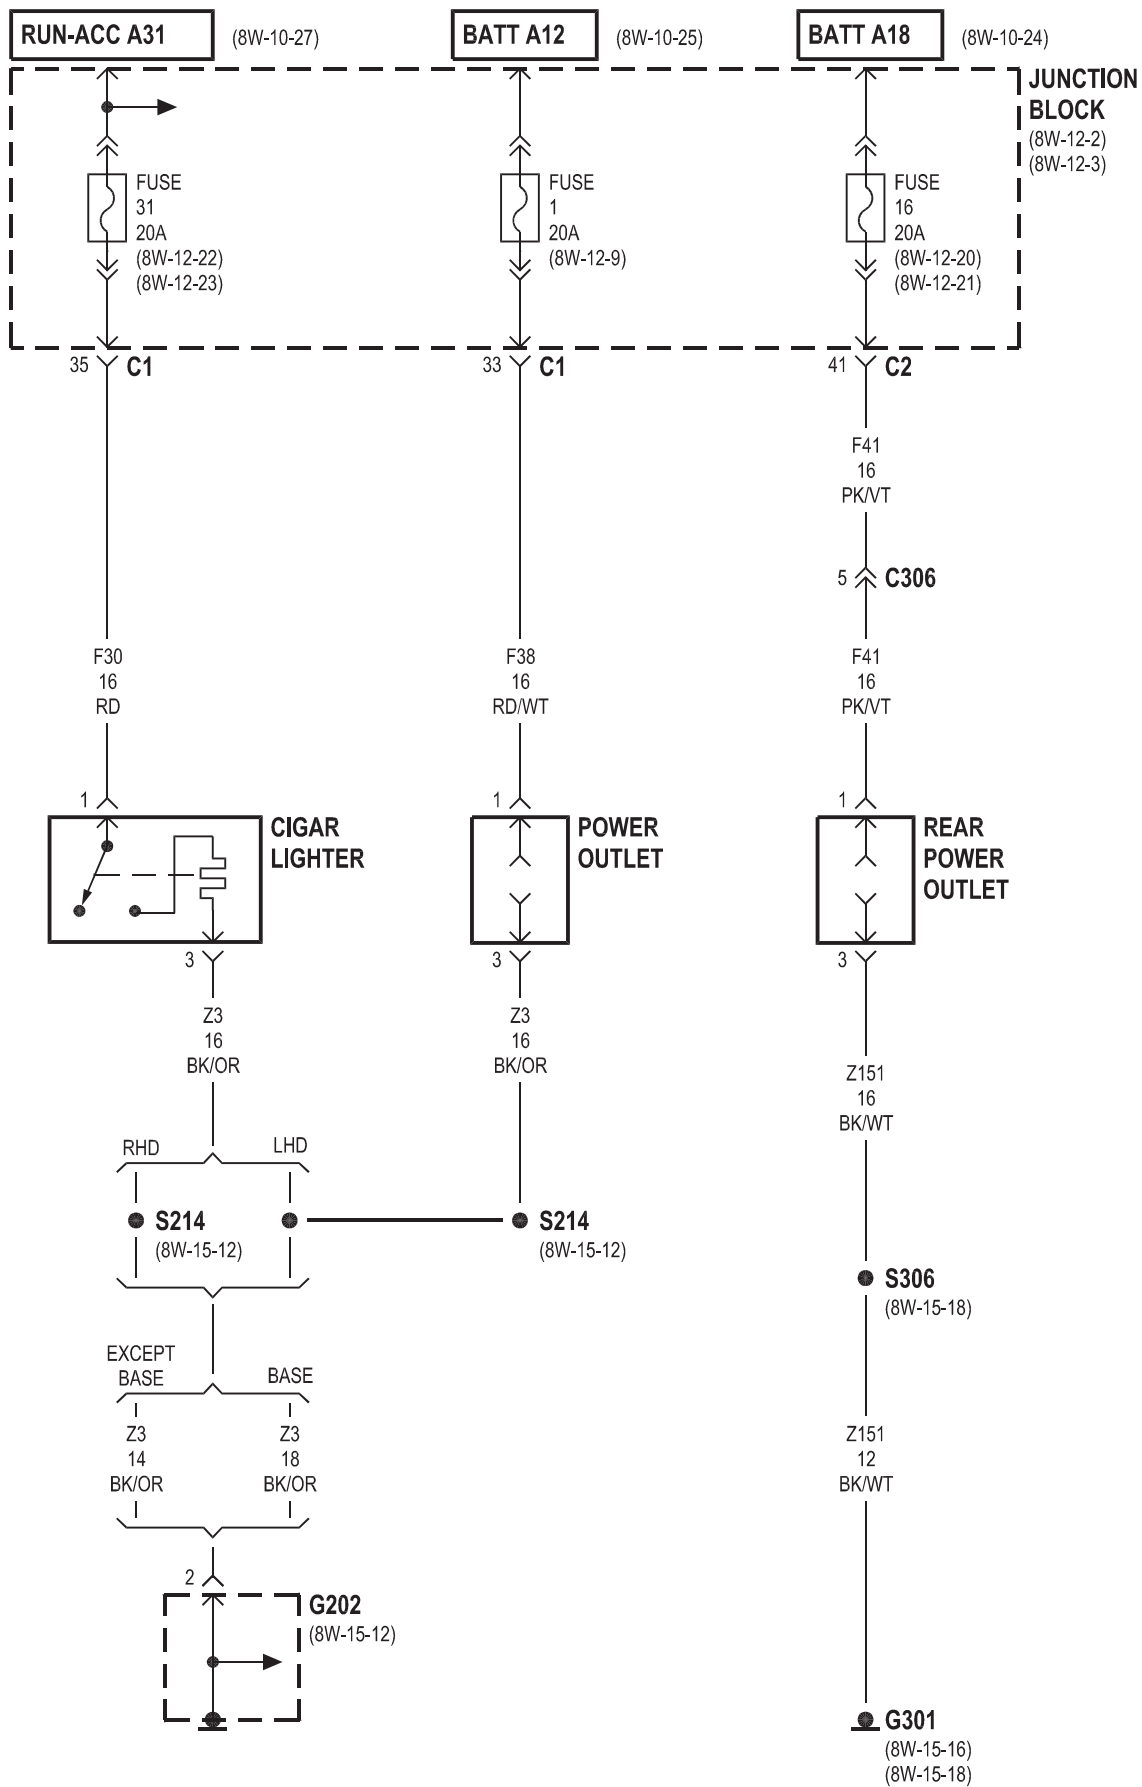 RUN-ACC A31
(8W-10-27)
BATT A12
(8W-10-25)
BATT A18
(8W-10-24)
JUNCTION
BLOCK
(8W-12-2)
(8W-12-3)
FUSE
31
20A
(8W-12-22)
(8W-12-23)
FUSE
1
20A
(8W-12-9)
FUSE
16
20A
(8W-12-20)
(8W-12-21)
35
C1
33
C1
41
C2
F41
16
PK/VT
5
C306
F30
16
RD
F38
16
RD/WT
F41
16
PK/VT
1
CIGAR
LIGHTER
1
POWER
OUTLET
1
REAR
POWER
OUTLET
3
3
3
Z3
16
BK/OR
Z3
16
BK/OR
Z151
16
BK/WT
RHD
LHD
S214
(8W-15-12)
S214
(8W-15-12)
S306
(8W-15-18)
EXCEPT
BASE
BASE
Z3
14
BK/OR
Z3
18
BK/OR
Z151
12
BK/WT
2
G202
(8W-15-12)
G301
(8W-15-16)
(8W-15-18)